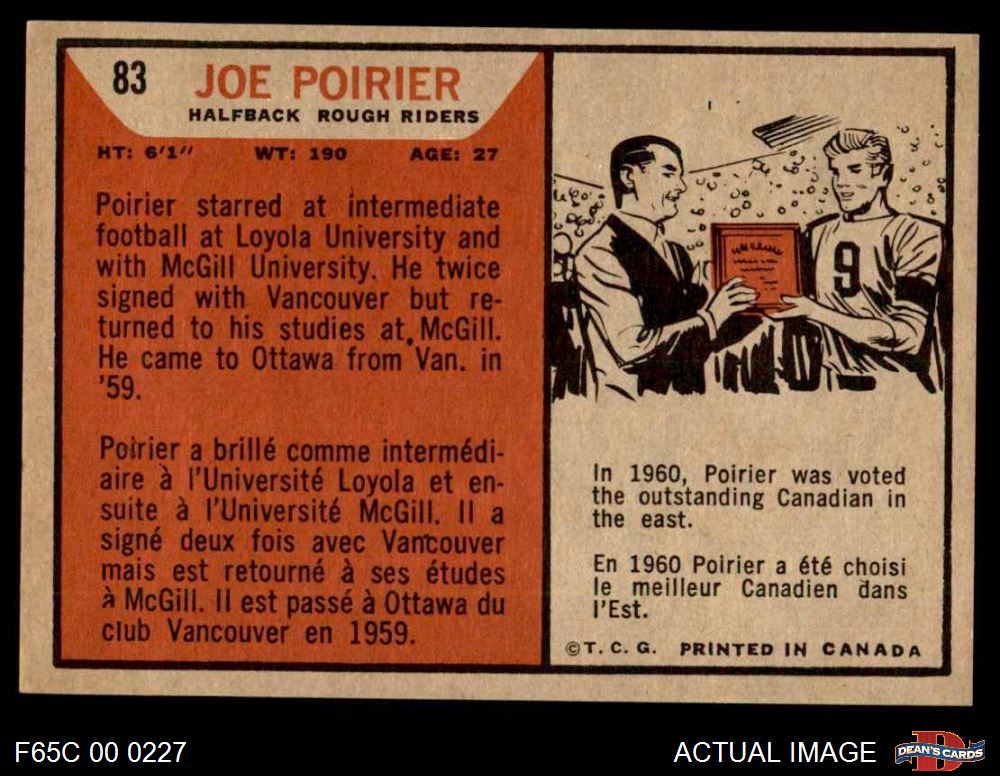 83
JOE POIRIER
HALFBACK ROUGH RIDERS
HT: 6'1" WT: 190 AGE: 27
Poirier starred at intermediate
football at Loyola University and
with McGill University. He twice
signed with Vancouver but re-
turned to his studies at McGill.
He came to Ottawa from Van. in
'59.
Poirier a brillé comme intermédi-
aire à l'Université Loyola et en-
suite à l'Université McGill. Il a
signé deux fois avec Vancouver
mais est retourné à ses études
à McGill. Il est passé à Ottawa du
club Vancouver en 1959.
9
In 1960, Poirier was voted
the outstanding Canadian in
the east.
En 1960 Poirier a été choisi
le meilleur Canadien dans
l'Est.
©T. C. G. PRINTED IN CANADA
F65C 00 0227
ACTUAL IMAGE
DEAN'S CARDS